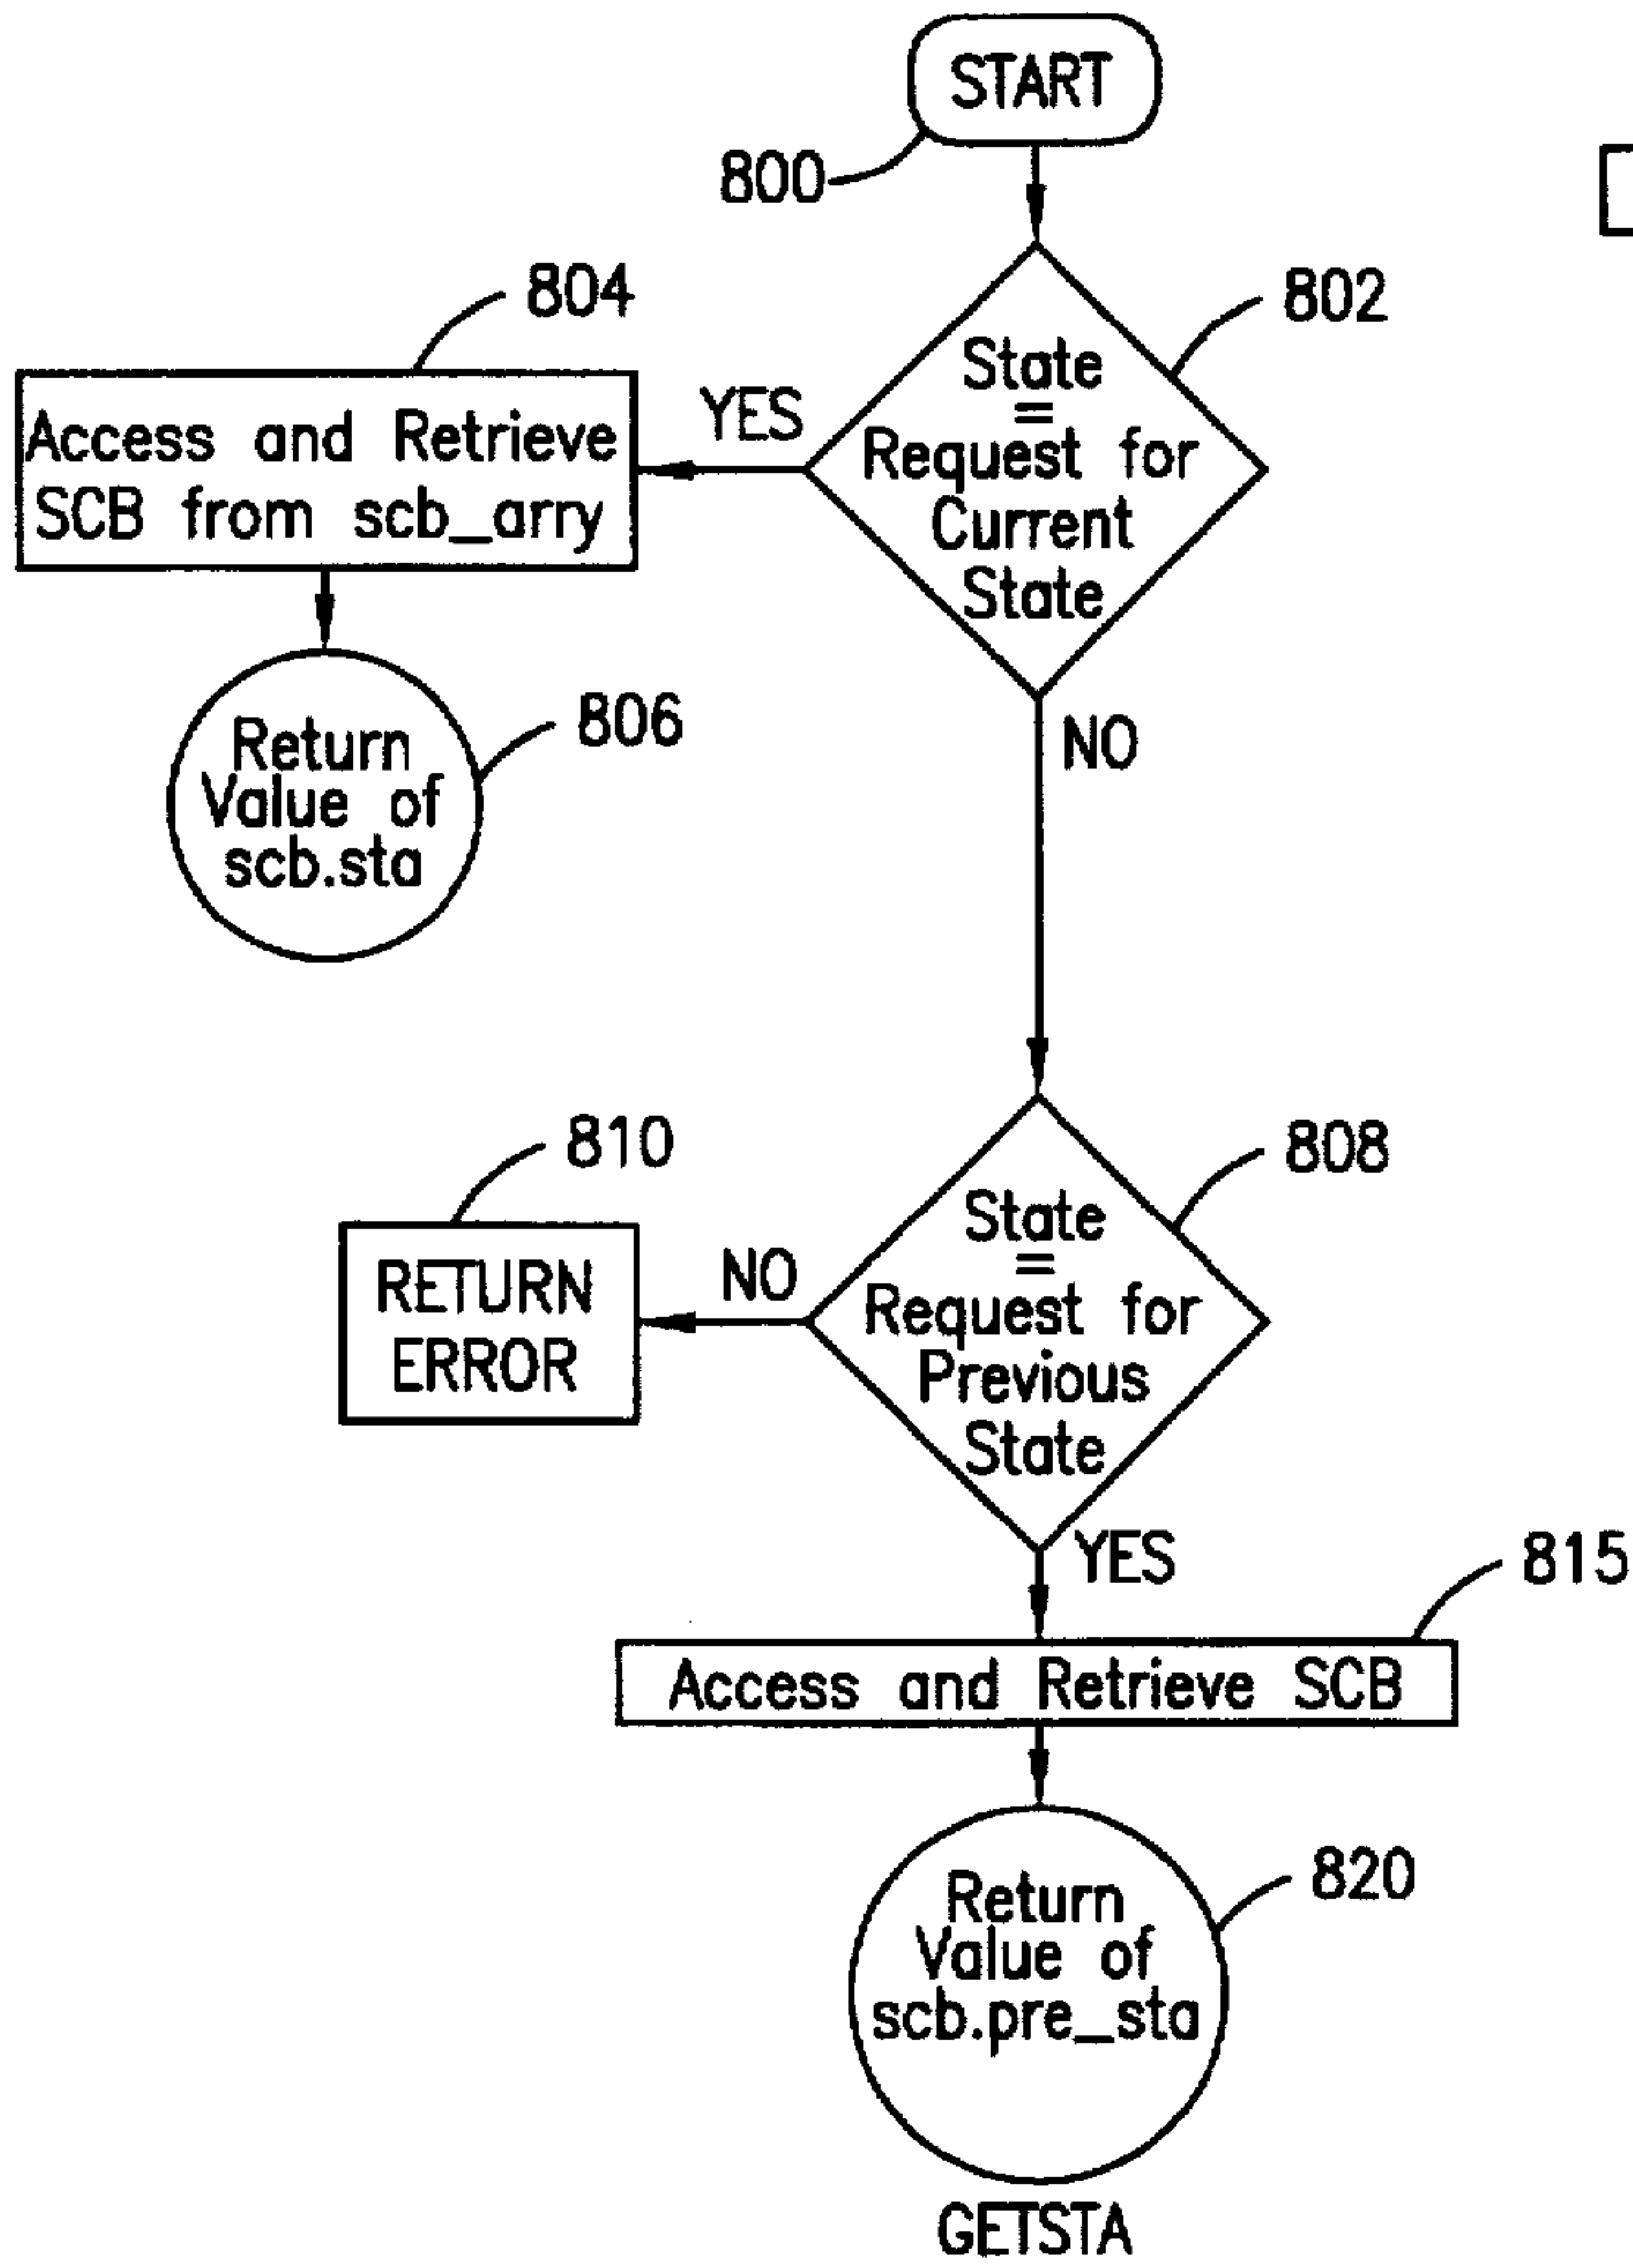 START
800
802
State
=
Request for
Current
State
YES
804
Access and Retrieve
SCB from scb_arry
806
Return
Value of
scb.sta
NO
808
State
=
Request for
Previous
State
NO
810
RETURN
ERROR
YES
815
Access and Retrieve SCB
820
Return
Value of
scb.pre_sta
GETSTA